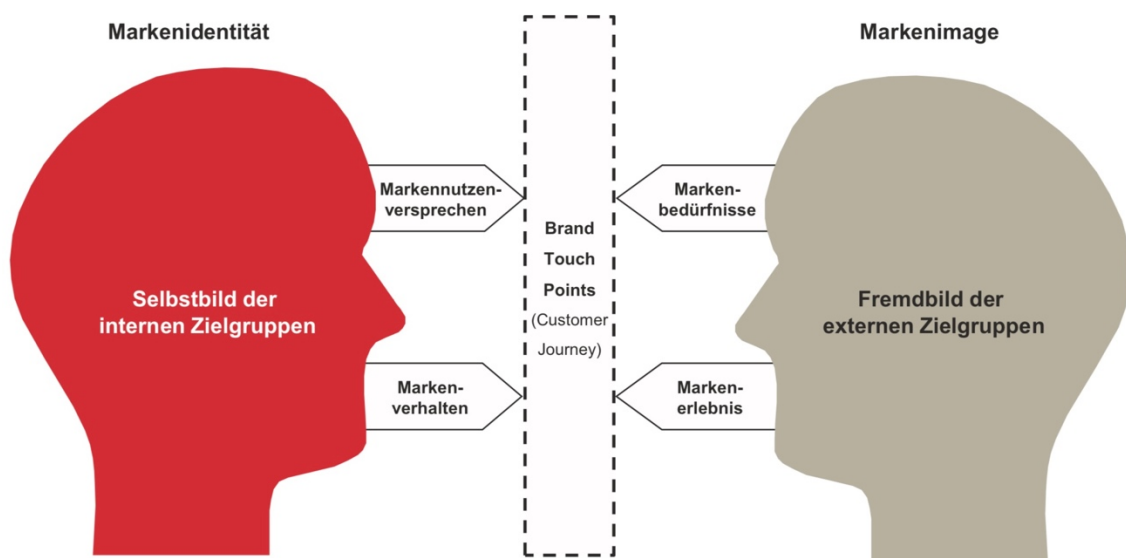 Markenidentität
Markenimage
Markennutzen-
versprechen
Marken-
bedürfnisse
Brand
Touch
Points
(Customer
Journey)
Selbstbild der
internen Zielgruppen
Fremdbild der
externen Zielgruppen
Marken-
verhalten
Marken-
erlebnis